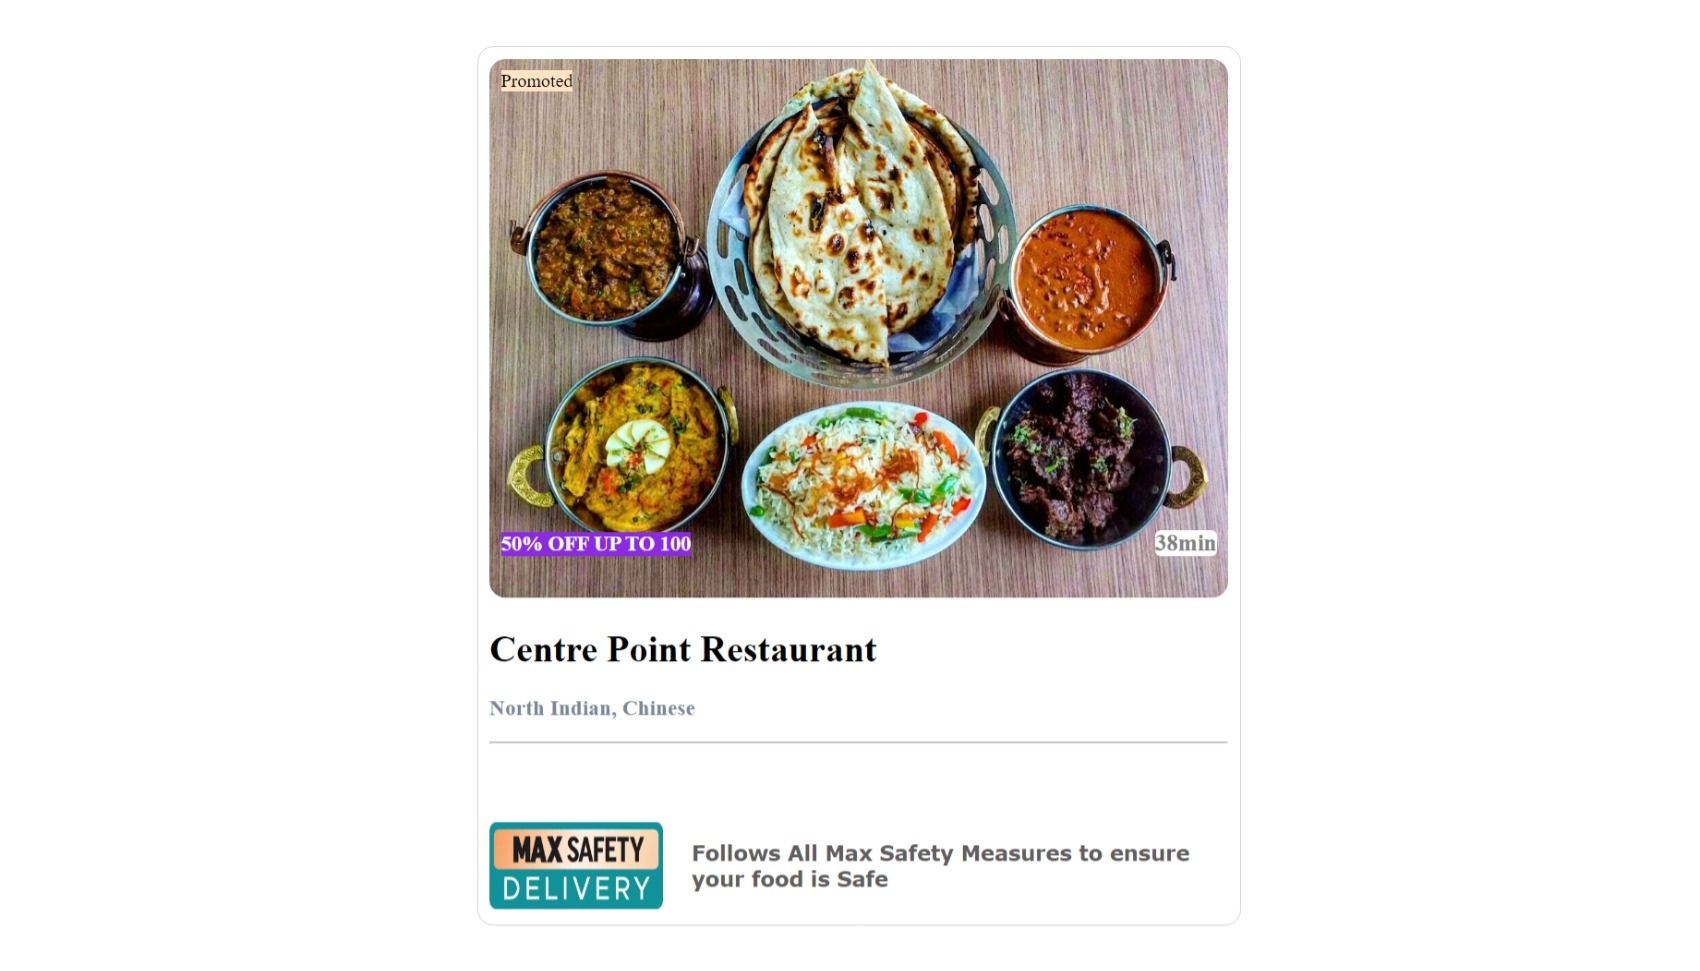 Promoted
50% OFF UP TO 100
38min
Centre Point Restaurant
North Indian, Chinese
MAX SAFETY
DELIVERY
Follows All Max Safety Measures to ensure
your food is Safe